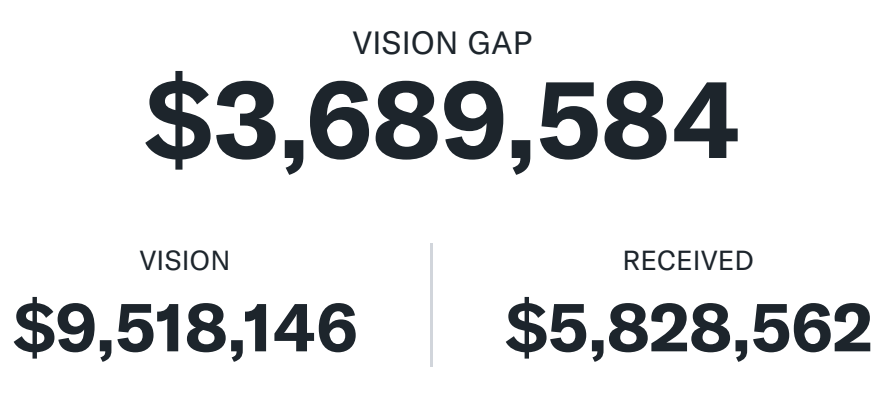 VISION GAP
$3,689,584
VISION
$9,518,146
RECEIVED
$5,828,562